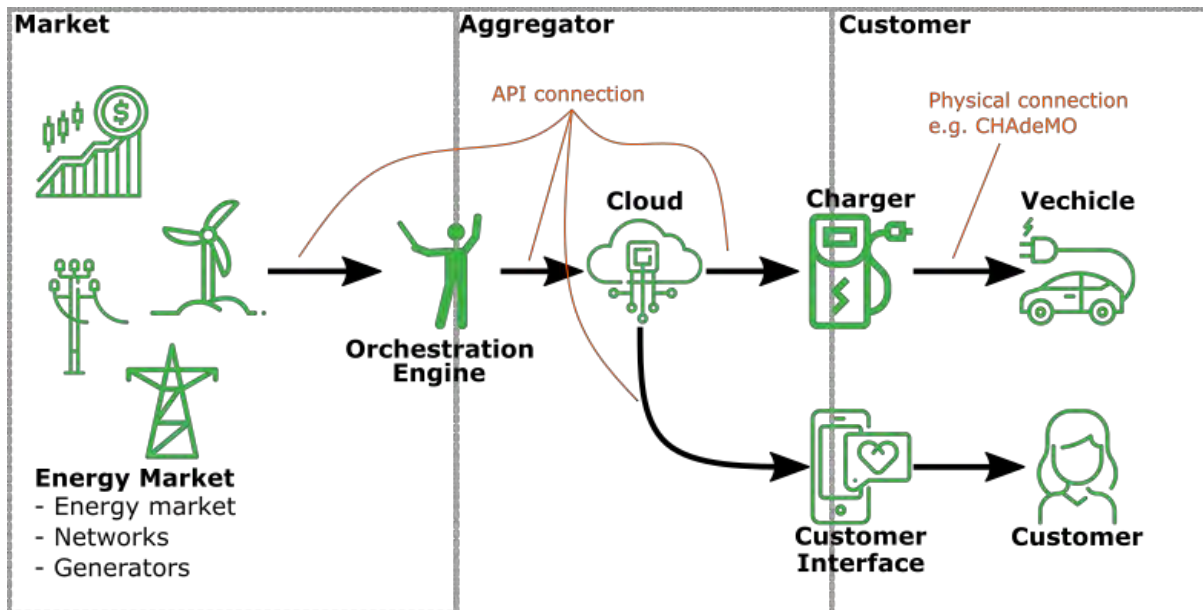 Market
Aggregator
Customer
API connection
Physical connection
e.g. CHAdeMO
$
Cloud
Charger
Vechicle
Orchestration
Engine
Energy Market
- Energy market
- Networks
- Generators
Customer
Interface
Customer